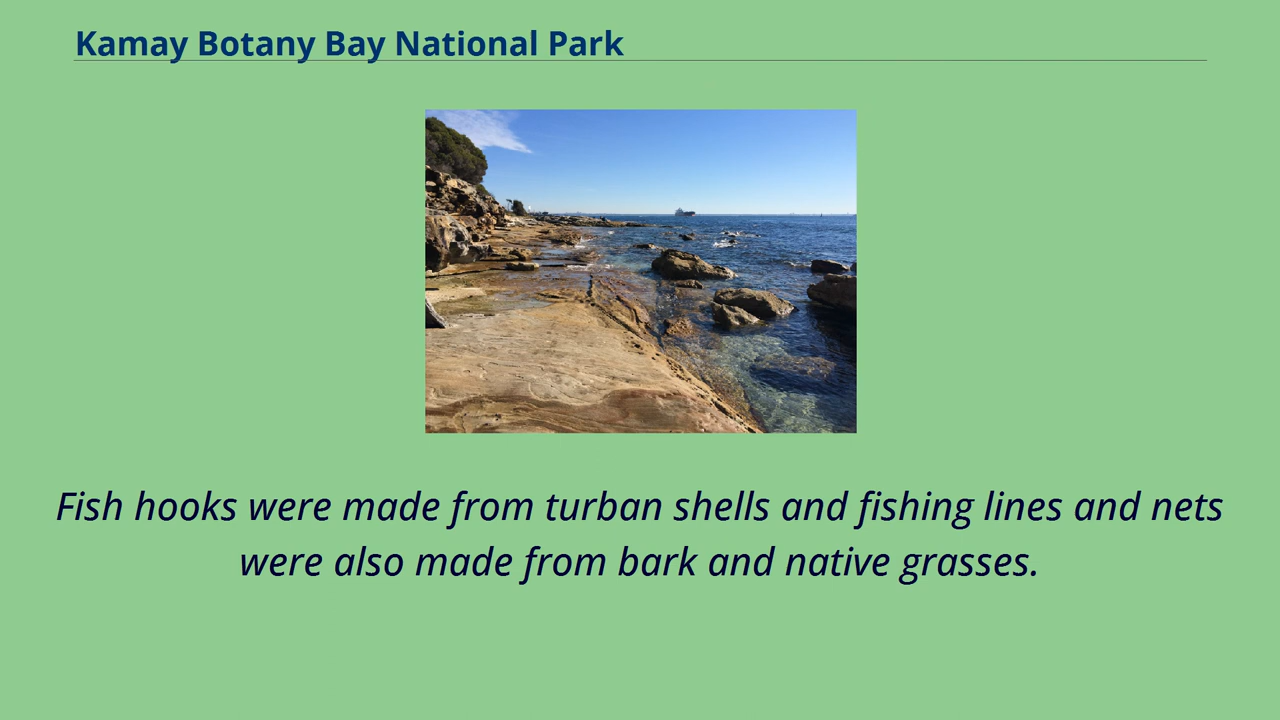 Kamay Botany Bay National Park
Fish hooks were made from turban shells and fishing lines and nets
were also made from bark and native grasses.